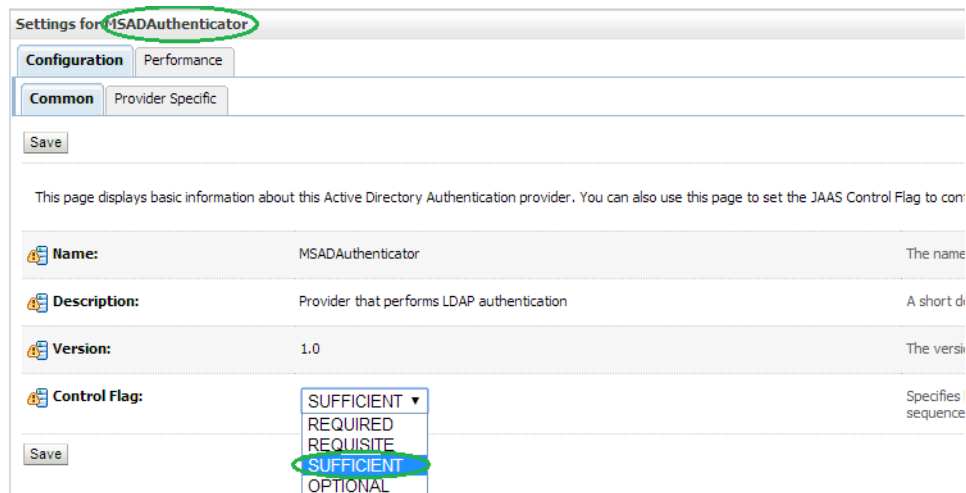 Settings for MSADAuthenticator
Configuration Performance
Common Provider Specific
Save
This page displays basic information about this Active Directory Authentication provider. You can also use this page to set the JAAS Control Flag to con
Name: MSADAuthenticator The name
Description: Provider that performs LDAP authentication A short d
Version: 1.0 The versi
Control Flag: SUFFICIENT Specifies
sequence
REQUIRED
REQUISITE
SUFFICIENT
OPTIONAL
Save